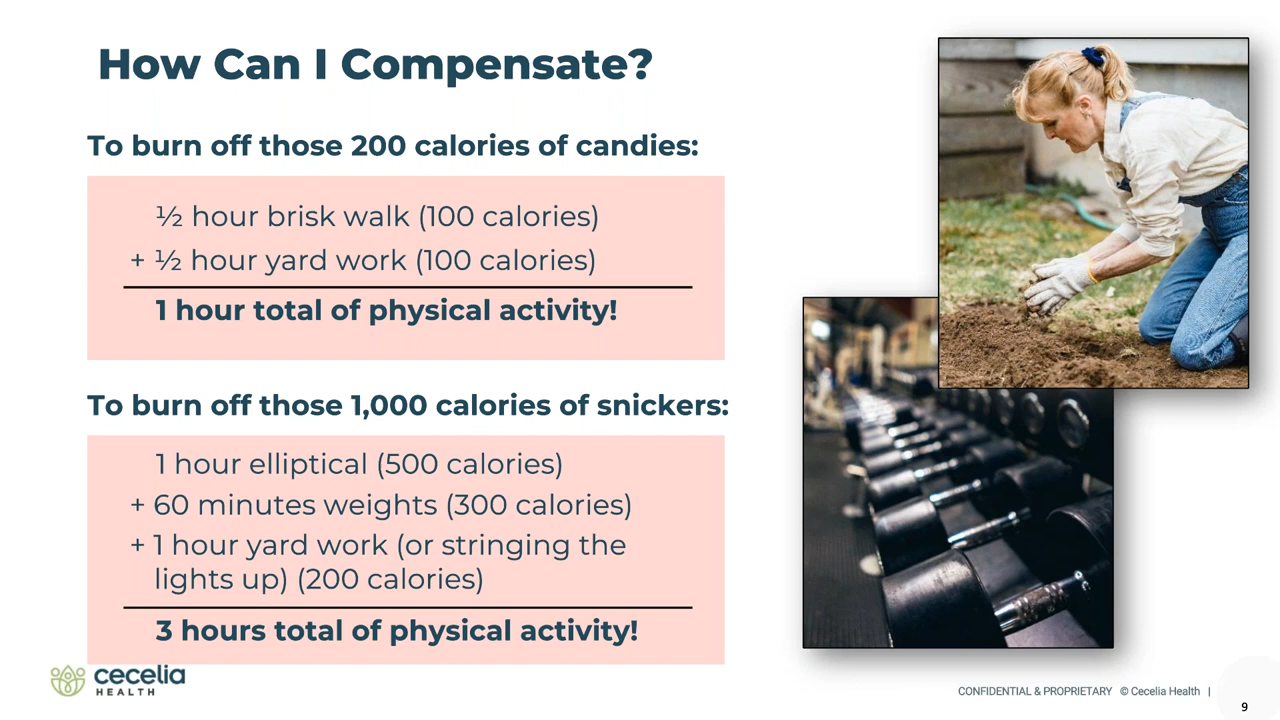 How Can I Compensate?
To burn off those 200 calories of candies:
½ hour brisk walk (100 calories)
+ ½ hour yard work (100 calories)
1 hour total of physical activity!
To burn off those 1,000 calories of snickers:
1 hour elliptical (500 calories)
+ 60 minutes weights (300 calories)
+ 1 hour yard work (or stringing the
lights up) (200 calories)
3 hours total of physical activity!
cecelia
HEALTH
CONFIDENTIAL & PROPRIETARY © Cecelia Health |
9